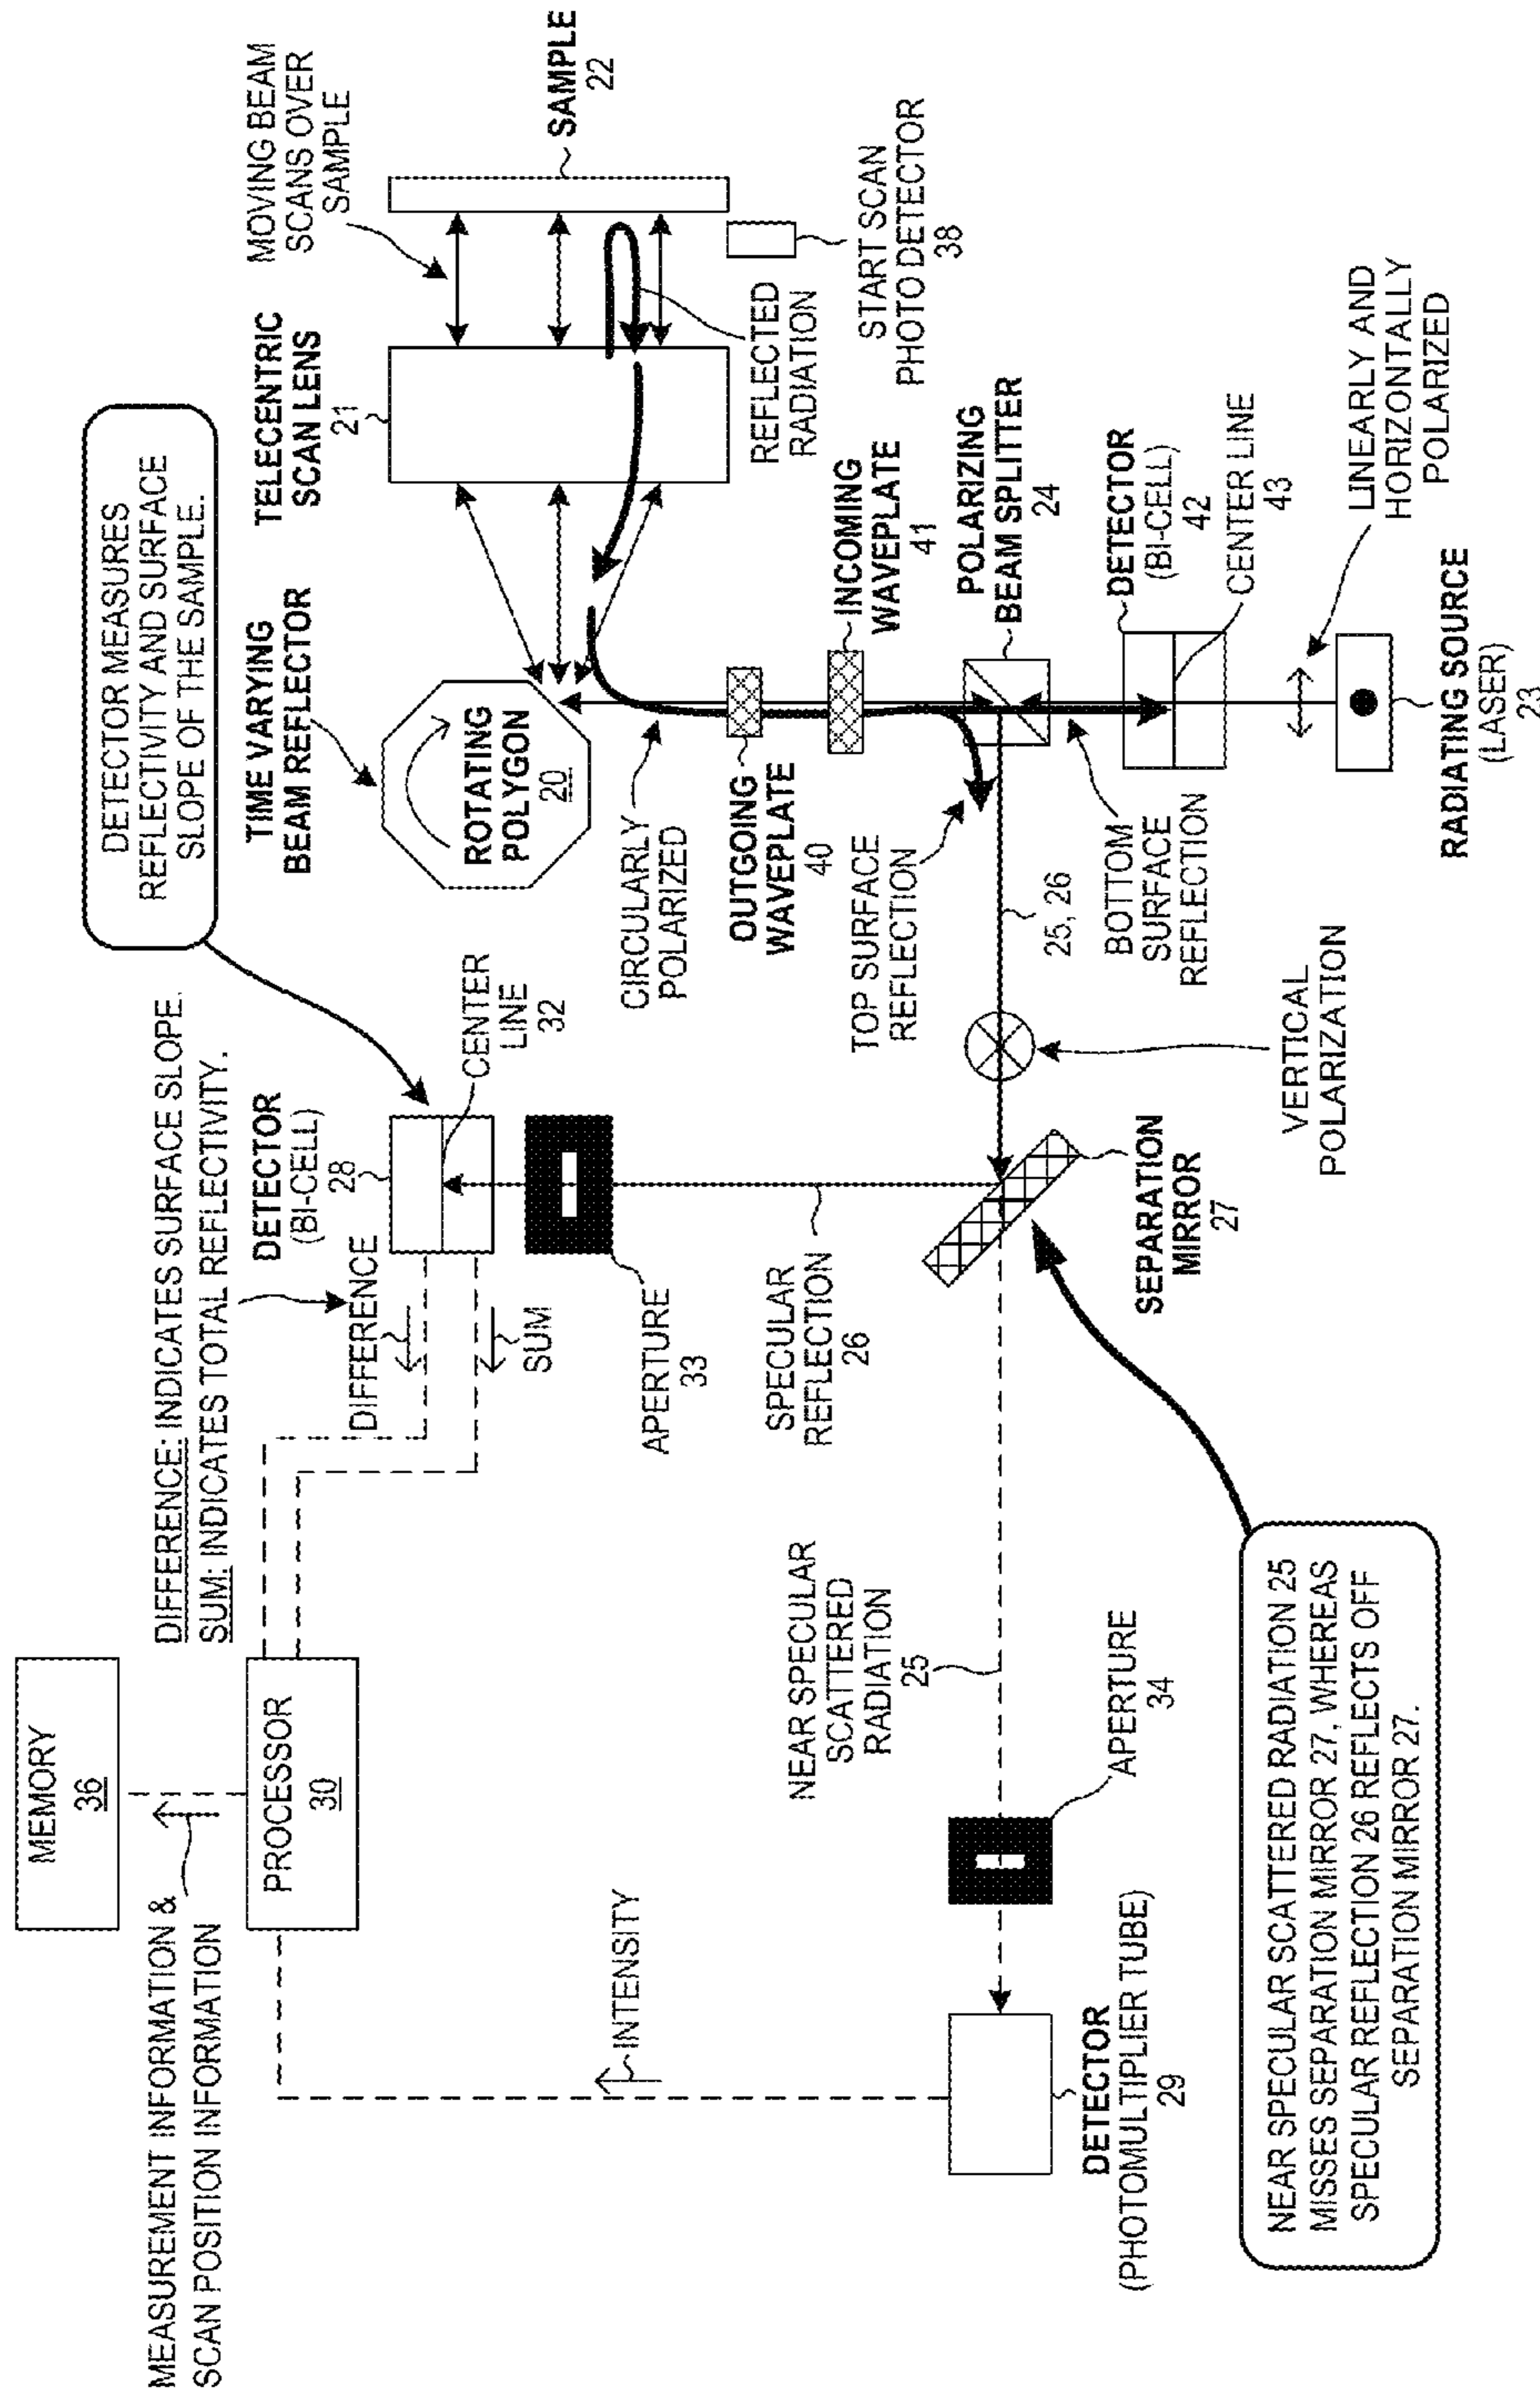 MEMORY
36
MEASUREMENT INFORMATION &
SCAN POSITION INFORMATION
PROCESSOR
30
DIFFERENCE: INDICATES SURFACE SLOPE.
SUM: INDICATES TOTAL REFLECTIVITY.
DETECTOR MEASURES
REFLECTIVITY AND SURFACE
SLOPE OF THE SAMPLE.
DETECTOR
(BI-CELL)
28
DIFFERENCE
SUM
CENTER
LINE
32
APERTURE
33
TIME VARYING
BEAM REFLECTOR
ROTATING
POLYGON
20
TELECENTRIC
SCAN LENS
21
MOVING BEAM
SCANS OVER
SAMPLE
SAMPLE
22
REFLECTED
RADIATION
START SCAN
PHOTO DETECTOR
38
CIRCULARLY
POLARIZED
OUTGOING
WAVEPLATE
40
INCOMING
WAVEPLATE
41
INTENSITY
SPECULAR
REFLECTION
26
TOP SURFACE
REFLECTION
POLARIZING
BEAM SPLITTER
24
NEAR SPECULAR
SCATTERED
RADIATION
25
25, 26
BOTTOM
SURFACE
REFLECTION
DETECTOR
(BI-CELL)
42
CENTER LINE
43
DETECTOR
(PHOTOMULTIPLIER TUBE)
29
APERTURE
34
SEPARATION
MIRROR
27
VERTICAL
POLARIZATION
LINEARLY AND
HORIZONTALLY
POLARIZED
NEAR SPECULAR SCATTERED RADIATION 25
MISSES SEPARATION MIRROR 27, WHEREAS
SPECULAR REFLECTION 26 REFLECTS OFF
SEPARATION MIRROR 27.
RADIATING SOURCE
(LASER)
23